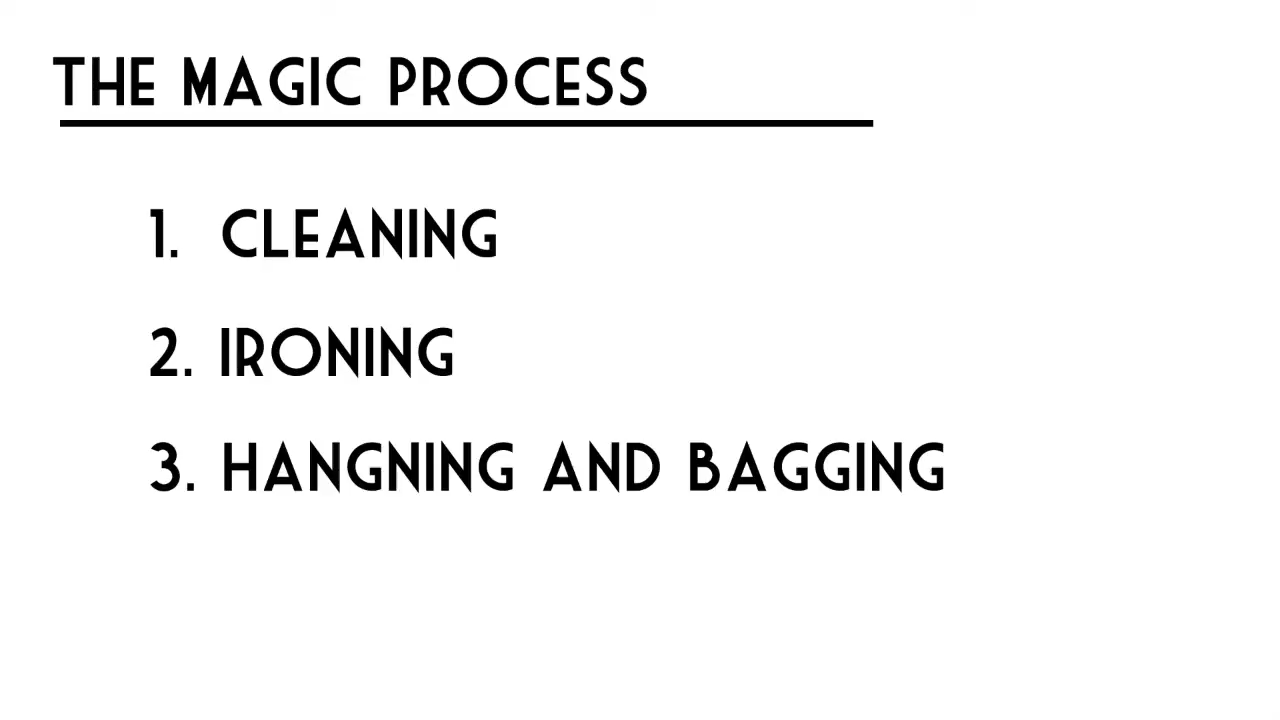 THE MAGIC PROCESS
1. CLEANING
2. IRONING
3. HANGNING AND BAGGING